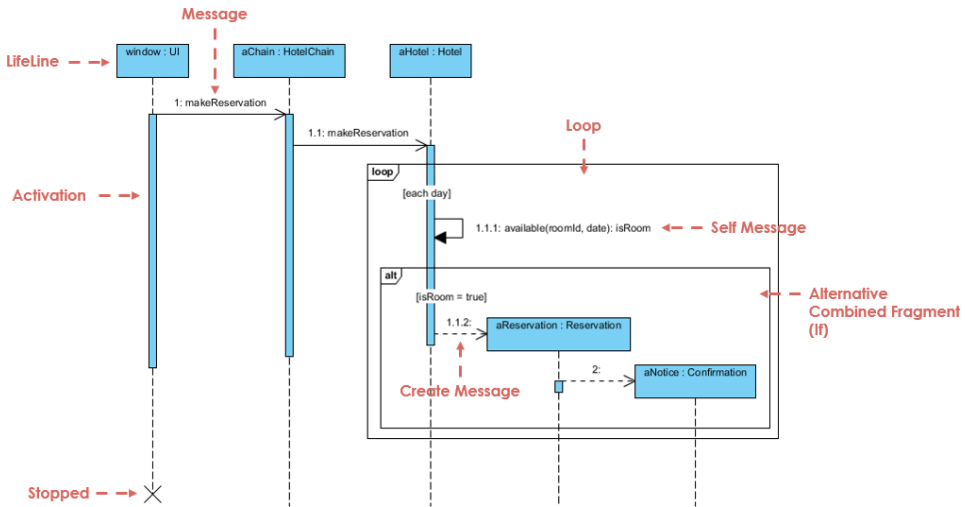 Message
LifeLine
window : UI
aChain : HotelChain
aHotel : Hotel
1: makeReservation
1.1: makeReservation
Loop
loop
Activation
[each day]
1.1.1: available(roomId, date): isRoom
Self Message
alt
[isRoom = true]
Alternative
Combined Fragment
(If)
1.1.2:
aReservation : Reservation
2:
aNotice : Confirmation
Create Message
Stopped